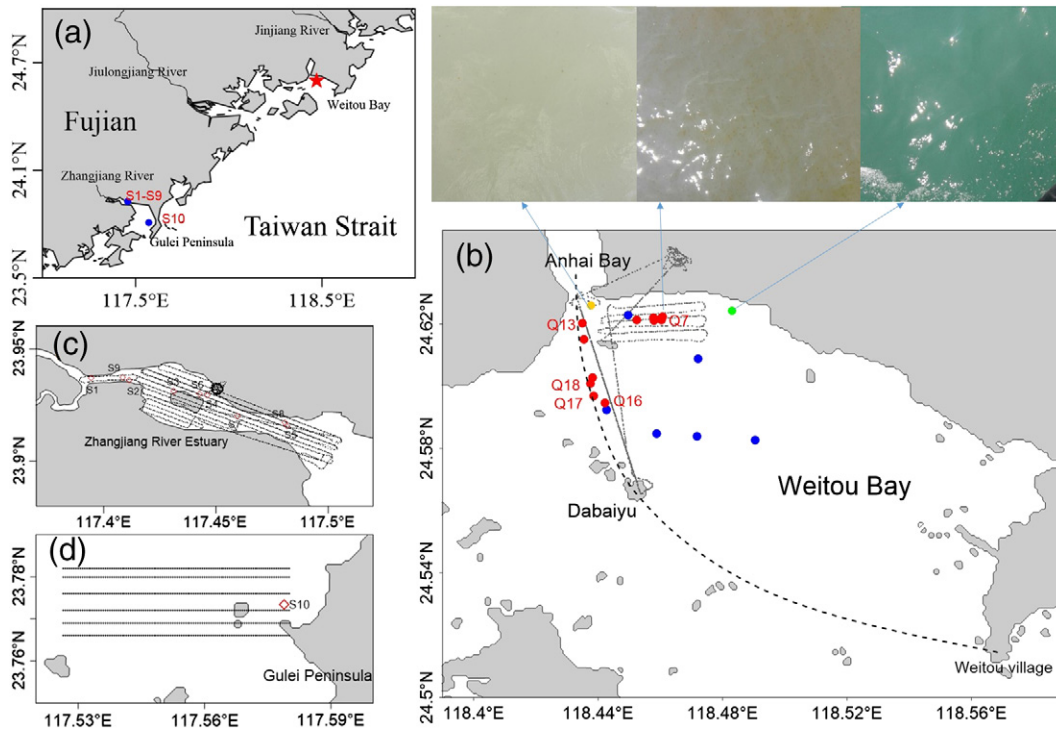 (a)
Jinjiang River
24.7°N
Jiulongjiang River
Weitou Bay
Fujian
24.1°N
Zhangjiang River
S1-S9
S10
Taiwan Strait
Gulei Peninsula
23.5°N
117.5°E
118.5°E
(b)
Anhai Bay
24.62°N
Q13
Q7
Q18
Q17
Q16
24.58°N
Weitou Bay
Dabaiyu
24.54°N
Weitou village
24.5°N
118.4°E
118.44°E
118.48°E
118.52°E
118.56°E
(c)
23.95°N
S9
S1
S2
S3
S8
S5
Zhangjiang River Estuary
23.9°N
117.4°E
117.45°E
117.5°E
(d)
23.78°N
S10
23.76°N
Gulei Peninsula
117.53°E
117.56°E
117.59°E